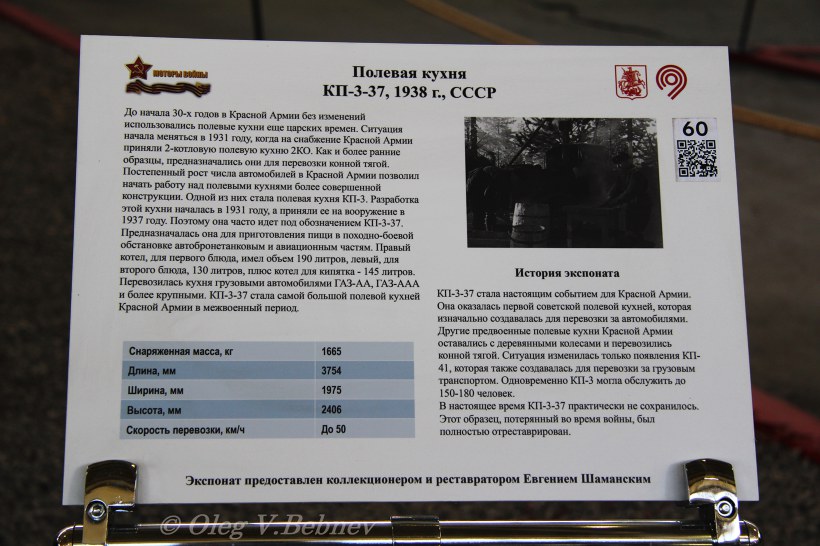 МОТОРЫ ВОЙНЫ
Полевая кухня
КП-3-37, 1938 г., СССР
До начала 30-х годов в Красной Армии без изменений
использовались полевые кухни еще царских времен. Ситуация
начала меняться в 1931 году, когда на снабжение Красной Армии
приняли 2-котловую полевую кухню 2КО. Как и более ранние
образцы, предназначались они для перевозки конной тягой.
Постепенный рост числа автомобилей в Красной Армии позволил
начать работу над полевыми кухнями более совершенной
конструкции. Одной из них стала полевая кухня КП-3. Разработка
этой кухни началась в 1931 году, а приняли ее на вооружение в
1937 году. Поэтому она часто идет под обозначением КП-3-37.
Предназначалась она для приготовления пищи в походно-боевой
обстановке автобронетанковым и авиационным частям. Правый
котел, для первого блюда, имел объем 190 литров, левый, для
второго блюда, 130 литров, плюс котел для кипятка - 145 литров.
Перевозилась кухня грузовыми автомобилями ГАЗ-АА, ГАЗ-ААА
и более крупными. КП-3-37 стала самой большой полевой кухней
Красной Армии в межвоенный период.
Снаряженная масса, кг 1665
Длина, мм 3754
Ширина, мм 1975
Высота, мм 2406
Скорость перевозки, км/ч До 50
60
История экспоната
КП-3-37 стала настоящим событием для Красной Армии.
Она оказалась первой советской полевой кухней, которая
изначально создавалась для перевозки за автомобилями.
Другие предвоенные полевые кухни Красной Армии
оставались с деревянными колесами и перевозились
конной тягой. Ситуация изменилась только появления КП-
41, которая также создавалась для перевозки за грузовым
транспортом. Одновременно КП-3 могла обслужить до
150-180 человек.
В настоящее время КП-3-37 практически не сохранилось.
Этот образец, потерянный во время войны, был
полностью отреставрирован.
Экспонат предоставлен коллекционером и реставратором Евгением Шаманским
© Oleg V.Bebnev